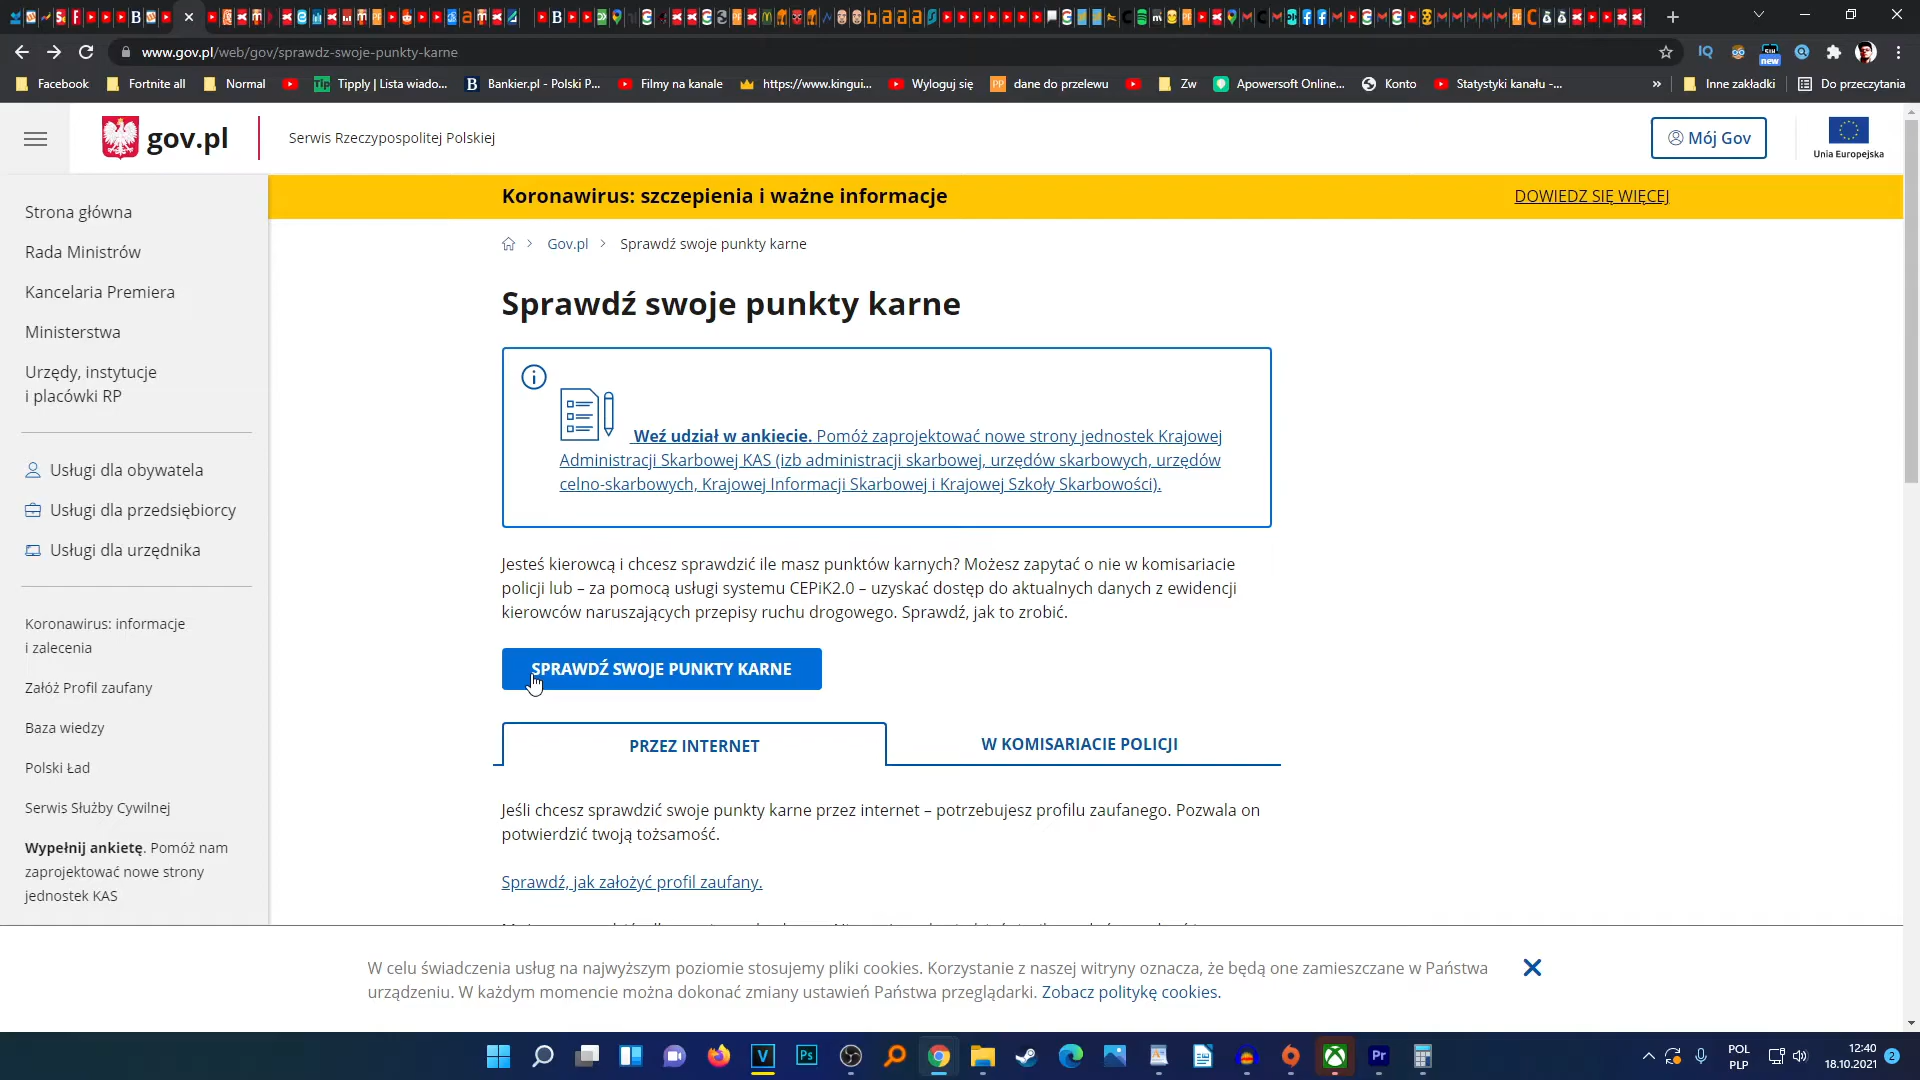 www.gov.pl/web/gov/sprawdz-swoje-punkty-karne
Facebook
Fortnite all
Normal
Tipply | Lista wiado...
Bankier.pl - Polski P...
Filmy na kanale
https://www.kingui...
Wyloguj się
dane do przelewu
Zw
Apowersoft Online...
Konto
Statystyki kanału -...
»
Inne zakładki
Do przeczytania
gov.pl
Serwis Rzeczypospolitej Polskiej
Mój Gov
Unia Europejska
Koronawirus: szczepienia i ważne informacje
DOWIEDZ SIĘ WIĘCEJ
Strona główna
Rada Ministrów
Kancelaria Premiera
Ministerstwa
Urzędy, instytucje
i placówki RP
Usługi dla obywatela
Usługi dla przedsiębiorcy
Usługi dla urzędnika
Koronawirus: informacje
i zalecenia
Załóż Profil zaufany
Baza wiedzy
Polski Ład
Serwis Służby Cywilnej
Wypełnij ankietę. Pomóż nam
zaprojektować nowe strony
jednostek KAS
Gov.pl
Sprawdź swoje punkty karne
Sprawdź swoje punkty karne
Weź udział w ankiecie. Pomóż zaprojektować nowe strony jednostek Krajowej
Administracji Skarbowej KAS (izb administracji skarbowej, urzędów skarbowych, urzędów
celno-skarbowych, Krajowej Informacji Skarbowej i Krajowej Szkoły Skarbowości).
Jesteś kierowcą i chcesz sprawdzić ile masz punktów karnych? Możesz zapytać o nie w komisariacie
policji lub – za pomocą usługi systemu CEPiK2.0 – uzyskać dostęp do aktualnych danych z ewidencji
kierowców naruszających przepisy ruchu drogowego. Sprawdź, jak to zrobić.
SPRAWDŹ SWOJE PUNKTY KARNE
PRZEZ INTERNET
W KOMISARIACIE POLICJI
Jeśli chcesz sprawdzić swoje punkty karne przez internet – potrzebujesz profilu zaufanego. Pozwala on
potwierdzić twoją tożsamość.
Sprawdź, jak założyć profil zaufany.
W celu świadczenia usług na najwyższym poziomie stosujemy pliki cookies. Korzystanie z naszej witryny oznacza, że będą one zamieszczane w Państwa
urządzeniu. W każdym momencie można dokonać zmiany ustawień Państwa przeglądarki. Zobacz politykę cookies.
POL
PLP
12:40
18.10.2021
2